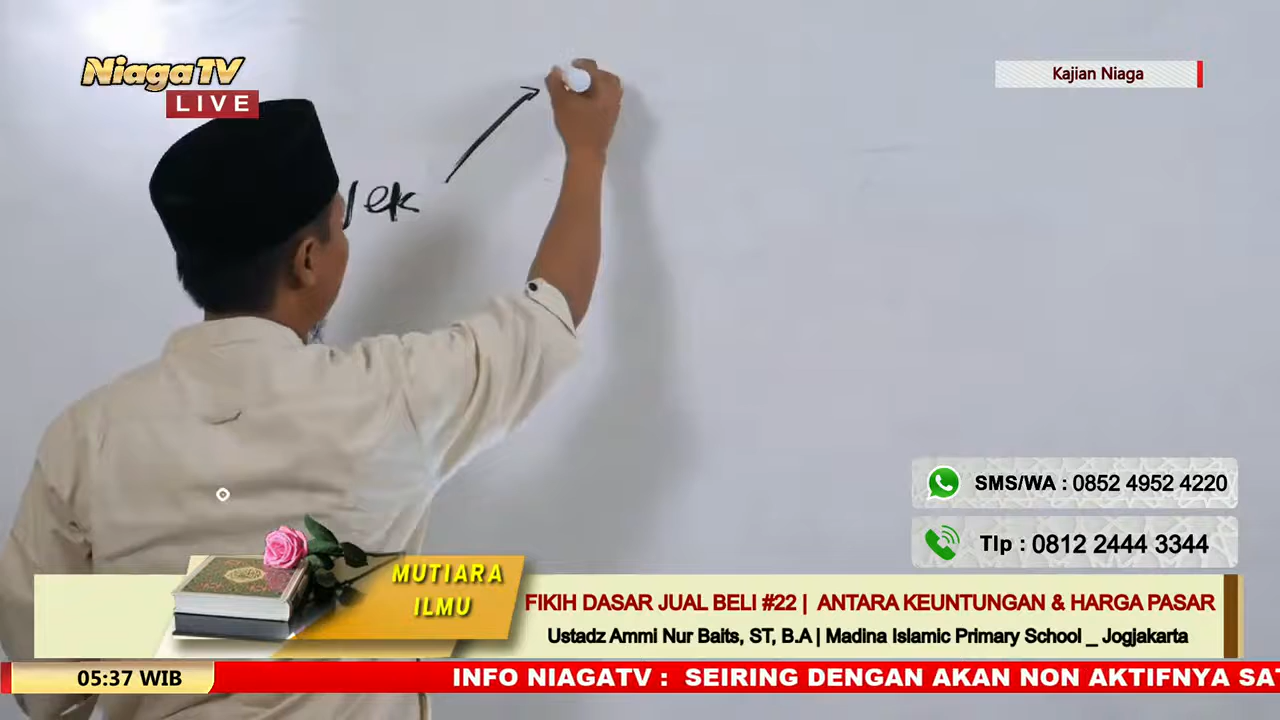 NiagaTV
LIVE
Kajian Niaga
SMS/WA : 0852 4952 4220
Tlp : 0812 2444 3344
MUTIARA
ILMU
FIKIH DASAR JUAL BELI #22 | ANTARA KEUNTUNGAN & HARGA PASAR
Ustadz Ammi Nur Baits, ST, B.A | Madina Islamic Primary School _ Jogjakarta
05:37 WIB
INFO NIAGATV : SEIRING DENGAN AKAN NON AKTIFNYA SAT